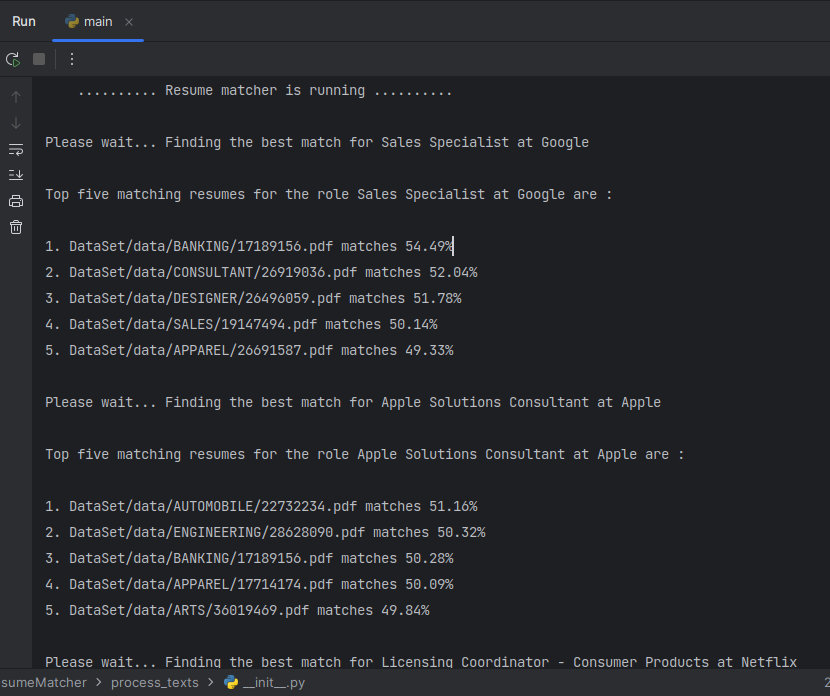 Run main
.......... Resume matcher is running ..........
Please wait... Finding the best match for Sales Specialist at Google
Top five matching resumes for the role Sales Specialist at Google are :
1. DataSet/data/BANKING/17189156.pdf matches 54.49%
2. DataSet/data/CONSULTANT/26919036.pdf matches 52.04%
3. DataSet/data/DESIGNER/26496059.pdf matches 51.78%
4. DataSet/data/SALES/19147494.pdf matches 50.14%
5. DataSet/data/APPAREL/26691587.pdf matches 49.33%
Please wait... Finding the best match for Apple Solutions Consultant at Apple
Top five matching resumes for the role Apple Solutions Consultant at Apple are :
1. DataSet/data/AUTOMOBILE/22732234.pdf matches 51.16%
2. DataSet/data/ENGINEERING/28628090.pdf matches 50.32%
3. DataSet/data/BANKING/17189156.pdf matches 50.28%
4. DataSet/data/APPAREL/17714174.pdf matches 50.09%
5. DataSet/data/ARTS/36019469.pdf matches 49.84%
Please wait... Finding the best match for Licensing Coordinator - Consumer Products at Netflix
sumeMatcher > process_texts > __init__.py